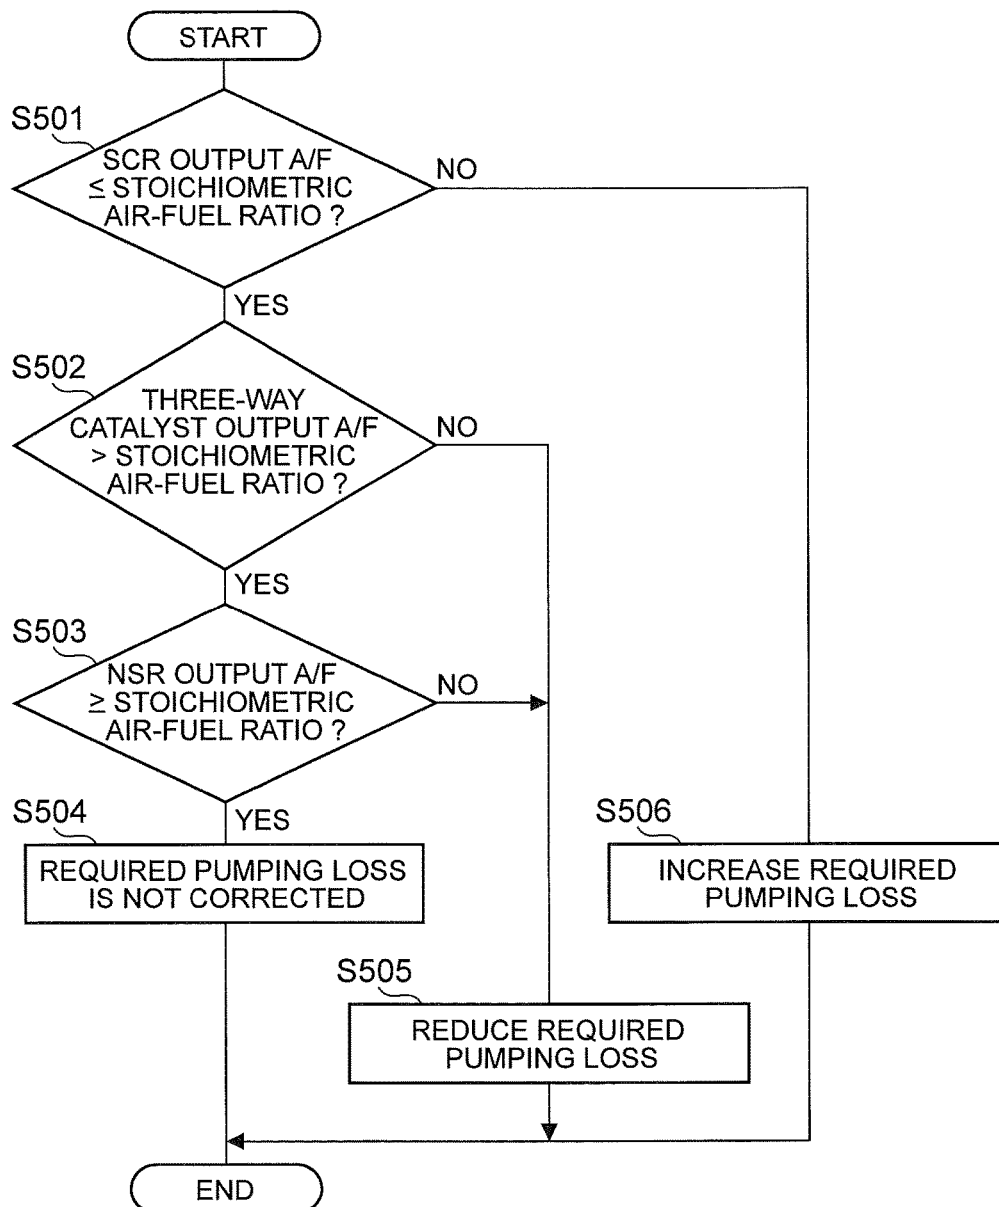 START
S501
SCR OUTPUT A/F
≤ STOICHIOMETRIC
AIR-FUEL RATIO ?
NO
YES
S502
THREE-WAY
CATALYST OUTPUT A/F
> STOICHIOMETRIC
AIR-FUEL RATIO ?
NO
YES
S503
NSR OUTPUT A/F
≥ STOICHIOMETRIC
AIR-FUEL RATIO ?
NO
YES
S504
REQUIRED PUMPING LOSS
IS NOT CORRECTED
S506
INCREASE REQUIRED
PUMPING LOSS
S505
REDUCE REQUIRED
PUMPING LOSS
END